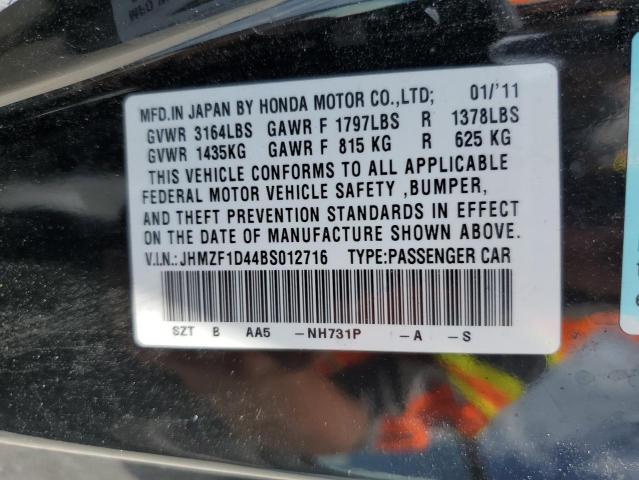 MFD.IN JAPAN BY HONDA MOTOR CO.,LTD; 01/'11
GVWR 3164LBS GAWR F 1797LBS R 1378LBS
GVWR 1435KG GAWR F 815 KG R 625 KG
THIS VEHICLE CONFORMS TO ALL APPLICABLE
FEDERAL MOTOR VEHICLE SAFETY ,BUMPER,
AND THEFT PREVENTION STANDARDS IN EFFECT
ON THE DATE OF MANUFACTURE SHOWN ABOVE.
V.I.N.: JHMZF1D44BS012716 TYPE:PASSENGER CAR
SZT B AA5 -NH731P -A -S